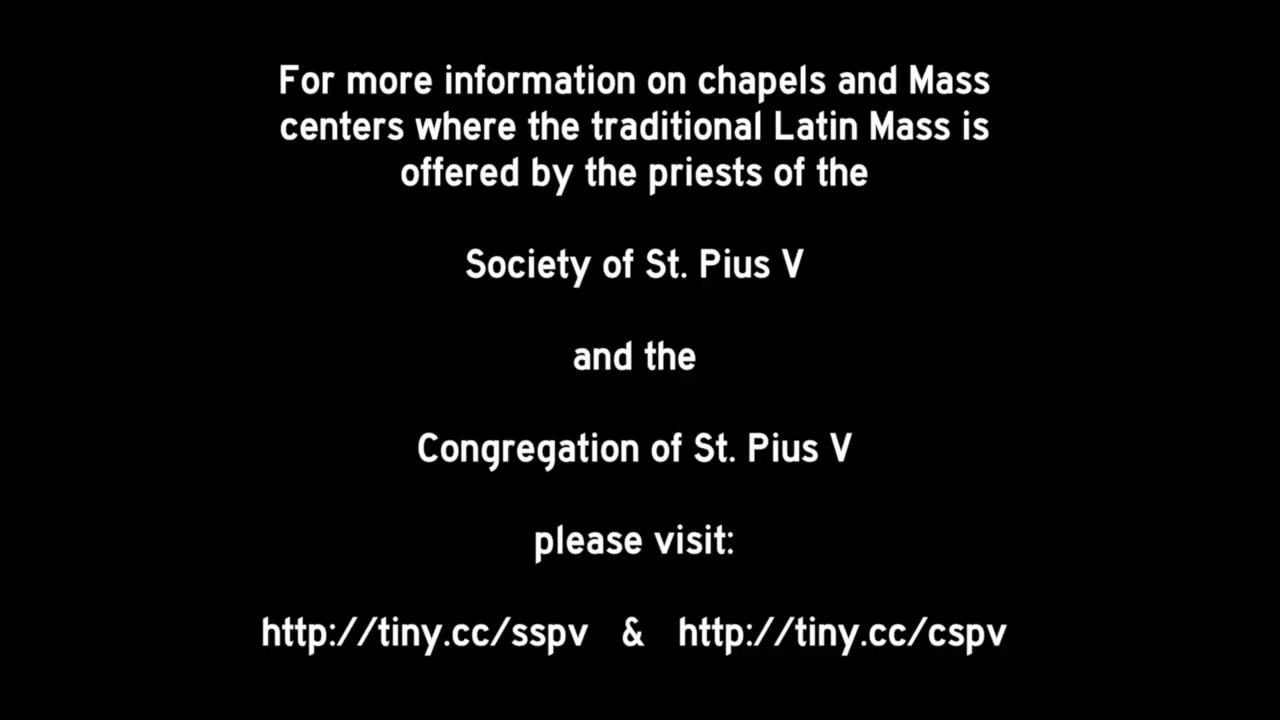 For more information on chapels and Mass
centers where the traditional Latin Mass is
offered by the priests of the
Society of St. Pius V
and the
Congregation of St. Pius V
please visit:
http://tiny.cc/sspv & http://tiny.cc/cspv